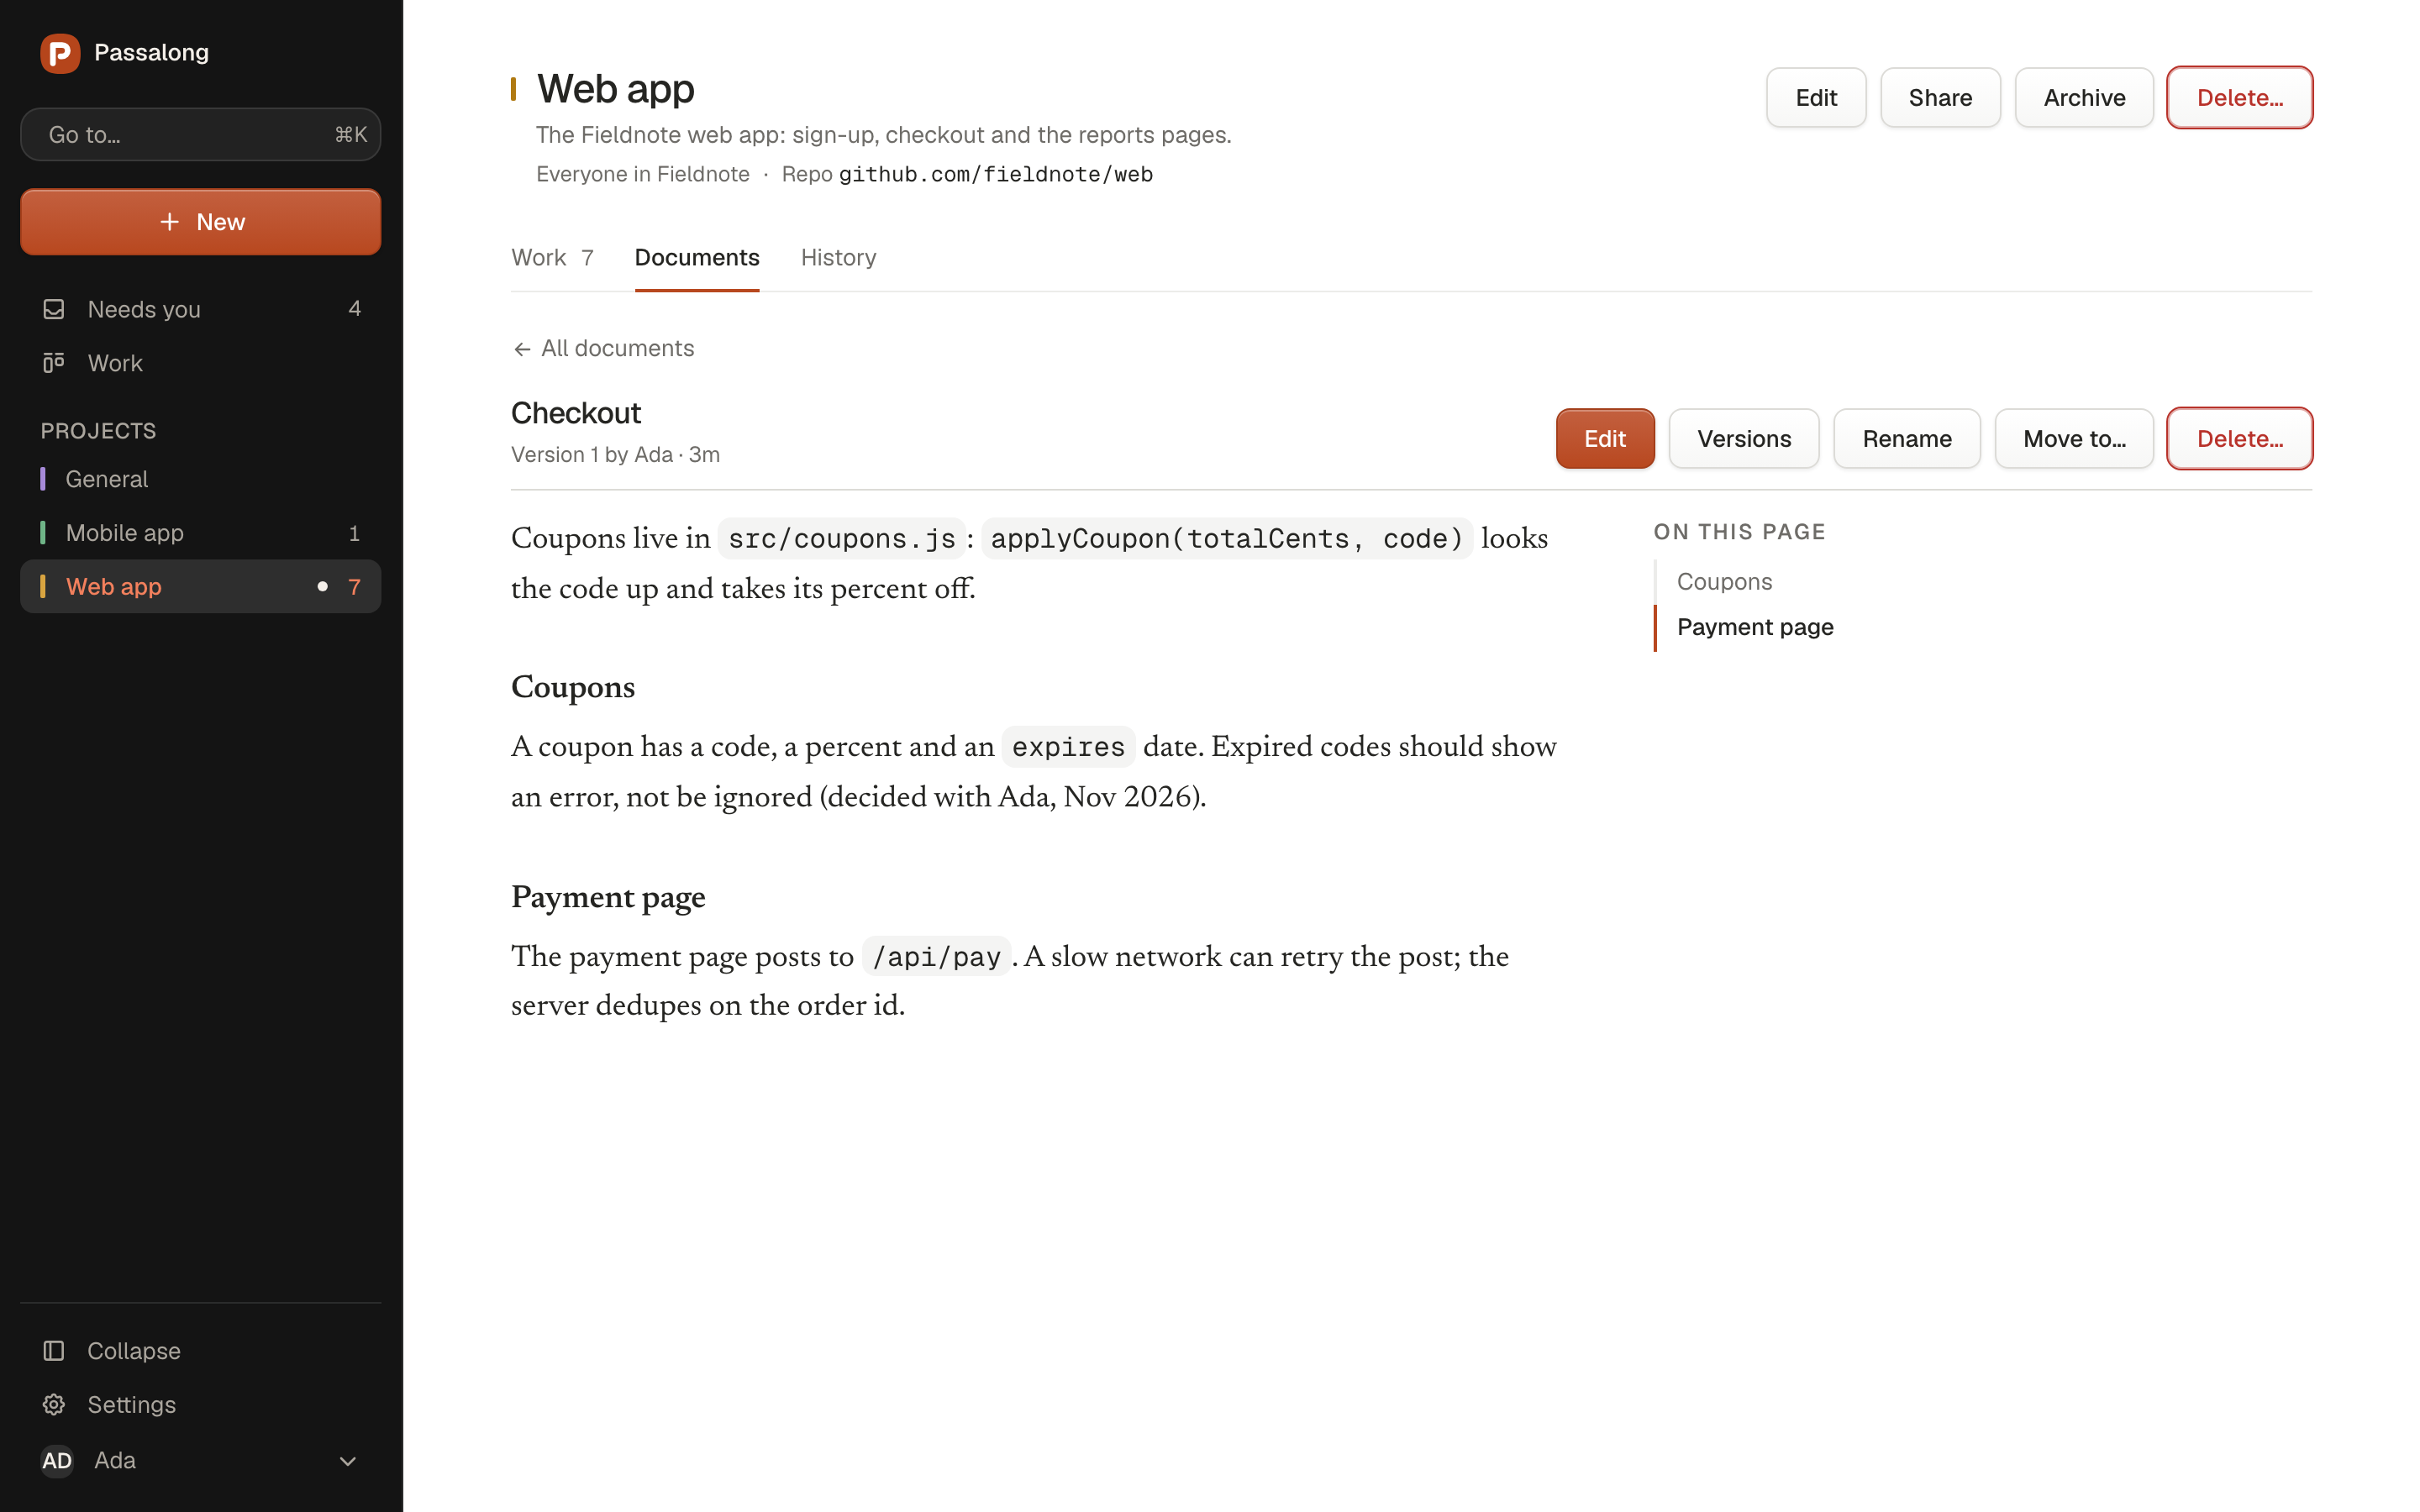 Passalong
Go to… ⌘K
New
Needs you 4
Work
PROJECTS
General
Mobile app 1
Web app 7
Collapse
Settings
AD Ada
Web app
The Fieldnote web app: sign-up, checkout and the reports pages.
Everyone in Fieldnote · Repo github.com/fieldnote/web
Edit Share Archive Delete…
Work 7 Documents History
← All documents
Checkout
Version 1 by Ada · 3m
Edit Versions Rename Move to… Delete…
Coupons live in src/coupons.js: applyCoupon(totalCents, code) looks
the code up and takes its percent off.
Coupons
A coupon has a code, a percent and an expires date. Expired codes should show
an error, not be ignored (decided with Ada, Nov 2026).
Payment page
The payment page posts to /api/pay. A slow network can retry the post; the
server dedupes on the order id.
ON THIS PAGE
Coupons
Payment page